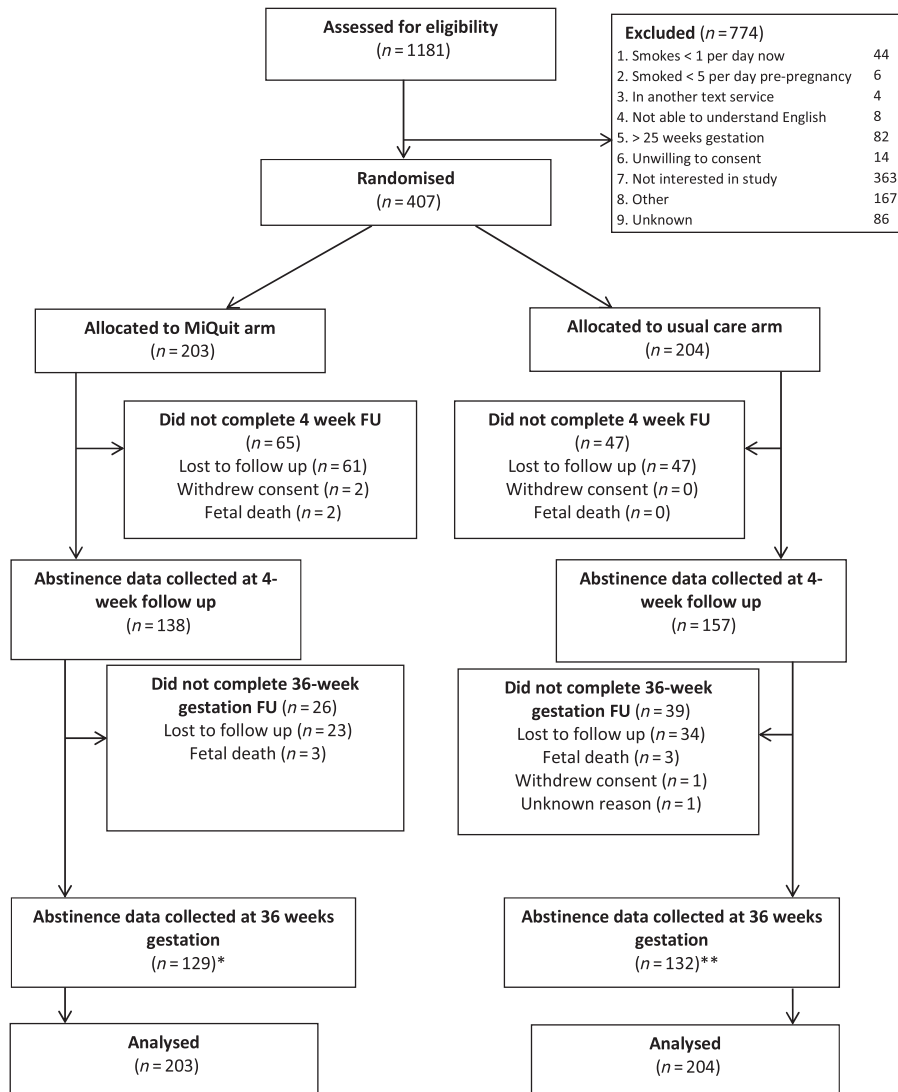 Assessed for eligibility
(n = 1181)
Excluded (n = 774)
1. Smokes < 1 per day now 44
2. Smoked < 5 per day pre-pregnancy 6
3. In another text service 4
4. Not able to understand English 8
5. > 25 weeks gestation 82
6. Unwilling to consent 14
7. Not interested in study 363
8. Other 167
9. Unknown 86
Randomised
(n = 407)
Allocated to MiQuit arm
(n = 203)
Allocated to usual care arm
(n = 204)
Did not complete 4 week FU
(n = 65)
Lost to follow up (n = 61)
Withdrew consent (n = 2)
Fetal death (n = 2)
Did not complete 4 week FU
(n = 47)
Lost to follow up (n = 47)
Withdrew consent (n = 0)
Fetal death (n = 0)
Abstinence data collected at 4-
week follow up
(n = 138)
Abstinence data collected at 4-
week follow up
(n = 157)
Did not complete 36-week
gestation FU (n = 26)
Lost to follow up (n = 23)
Fetal death (n = 3)
Did not complete 36-week
gestation FU (n = 39)
Lost to follow up (n = 34)
Fetal death (n = 3)
Withdrew consent (n = 1)
Unknown reason (n = 1)
Abstinence data collected at 36 weeks
gestation
(n = 129)*
Abstinence data collected at 36 weeks
gestation
(n = 132)**
Analysed
(n = 203)
Analysed
(n = 204)